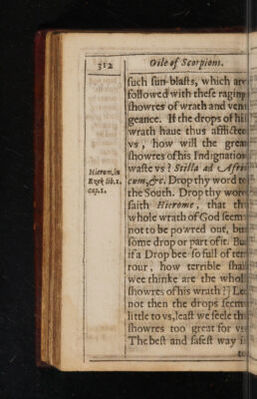 312
Oile of Scorpions.
such sun-blasts, which are
followed with these raging
showres of wrath and ven-
geance. If the drops of his
wrath haue thus afflicted
vs, how will the great
showres of his Indignation
waste vs? Stilla ad Afri-
cum, &c. Drop thy word to
the South. Drop thy word
saith Hierome, that the
whole wrath of God seeme
not to be powred out, but
some drop or part of it. But
if a Drop bee so full of ter-
rour, how terrible shall
wee thinke are the whole
showres of his wrath? Let
not then the drops seeme
little to vs, least we feele the
showres too great for vs.
The best and safest way is
to
Hierom. in
Ezek. lib. 1.
cap. 1.